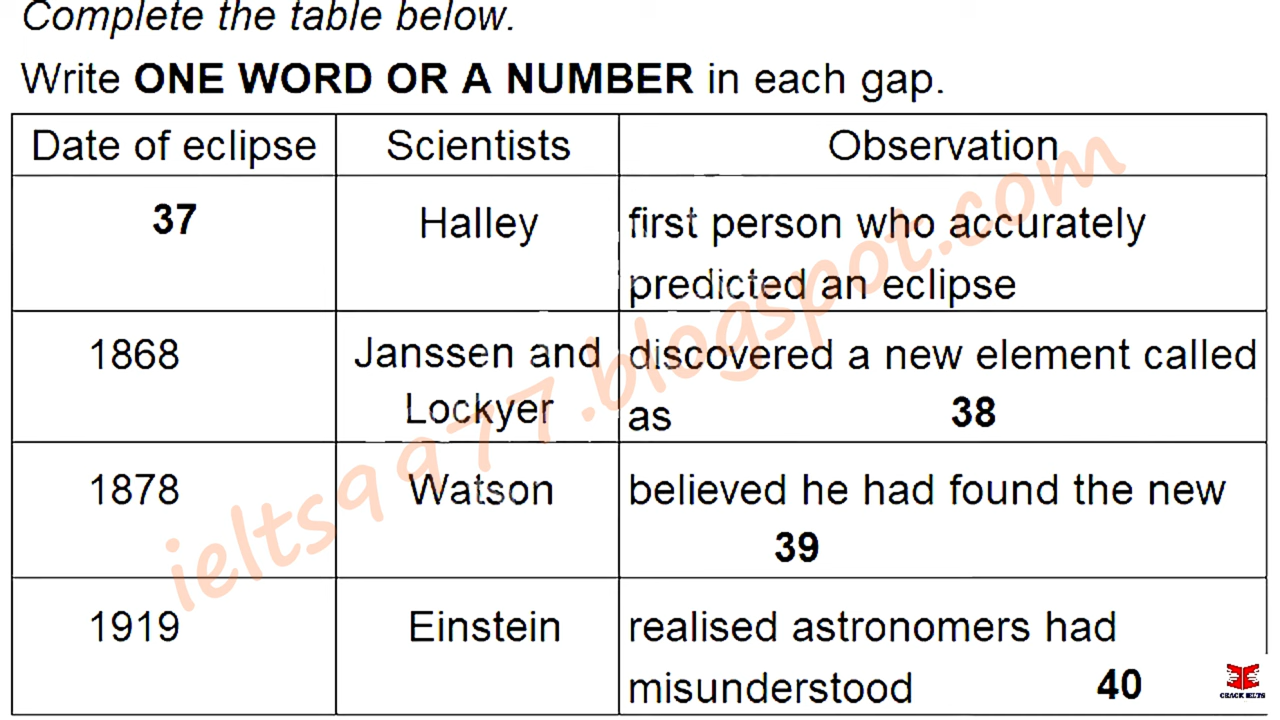 Complete the table below.
Write ONE WORD OR A NUMBER in each gap.
Date of eclipse Scientists Observation
37 Halley first person who accurately
predicted an eclipse
1868 Janssen and discovered a new element called
Lockyer as 38
1878 Watson believed he had found the new
39
1919 Einstein realised astronomers had
misunderstood 40
ielts9977.blogspot.com
CRACK IELTS